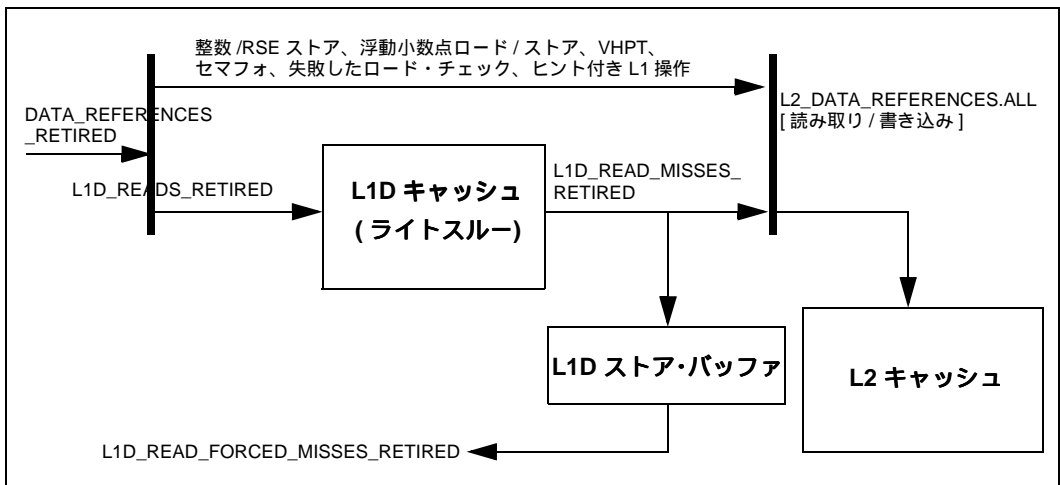 整数 /RSE ストア、浮動小数点ロード / ストア、VHPT、
セマフォ、失敗したロード・チェック、ヒント付き L1 操作
DATA_REFERENCES
_RETIRED
L2_DATA_REFERENCES.ALL
[ 読み取り / 書き込み ]
L1D_READS_RETIRED
L1D キャッシュ
( ライトスルー)
L1D_READ_MISSES_
RETIRED
L1D ストア・バッファ
L2 キャッシュ
L1D_READ_FORCED_MISSES_RETIRED